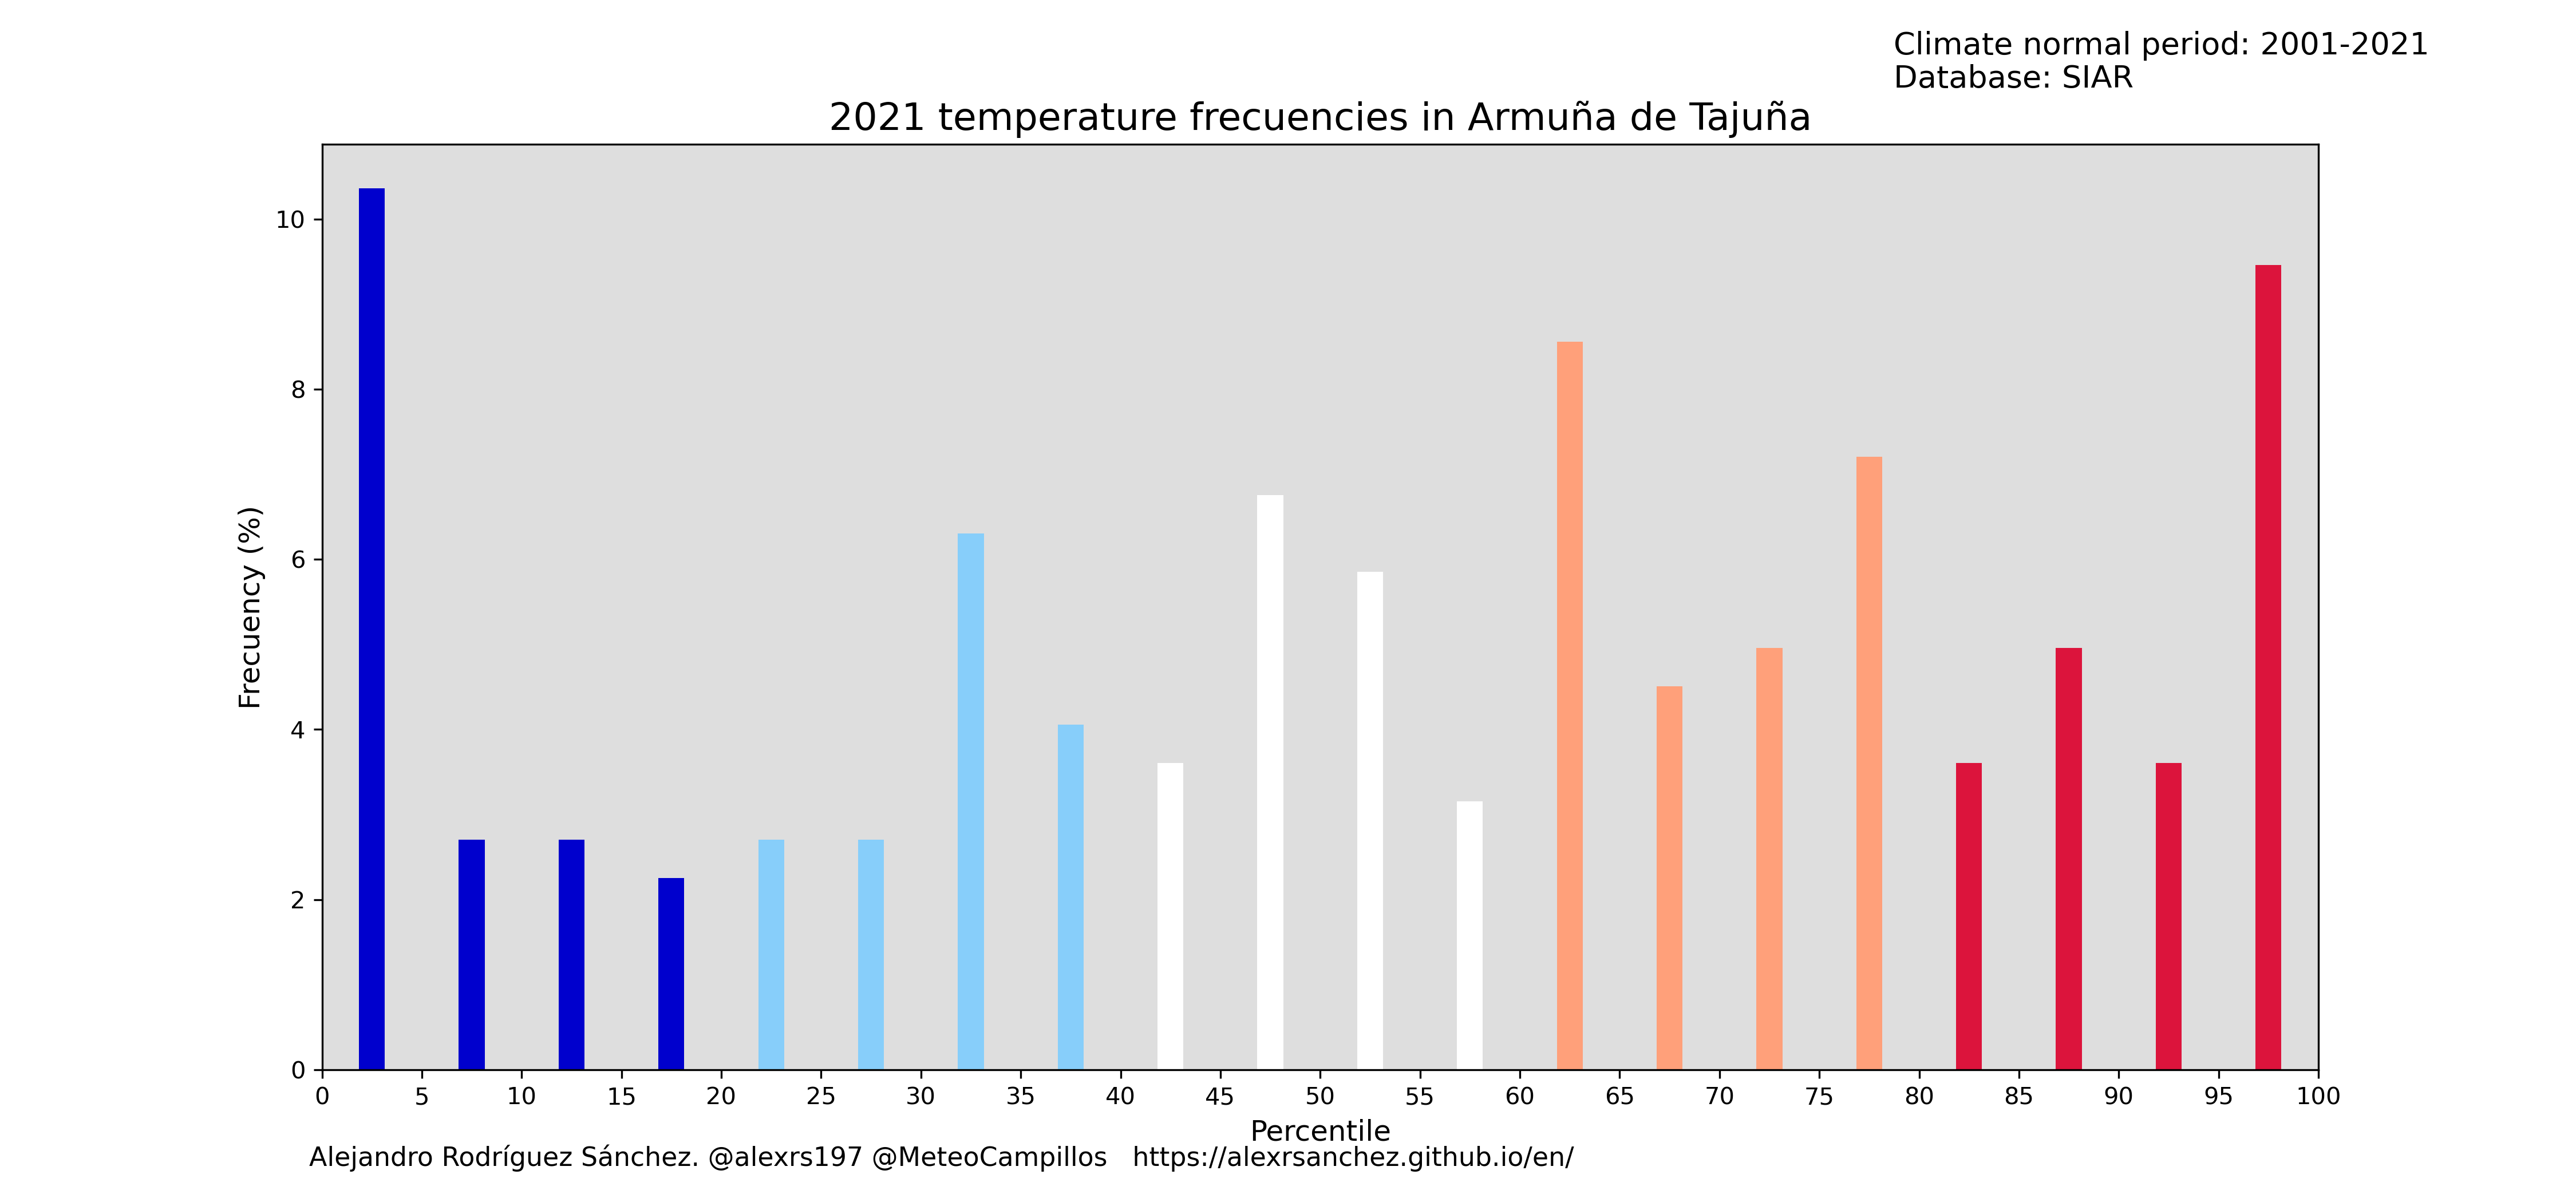 Climate normal period: 2001-2021
Database: SIAR
2021 temperature frecuencies in Armuña de Tajuña
Frecuency (%)
10
8
6
4
2
0
0 5 10 15 20 25 30 35 40 45 50 55 60 65 70 75 80 85 90 95 100
Percentile
Alejandro Rodríguez Sánchez. @alexrs197 @MeteoCampillos https://alexrsanchez.github.io/en/